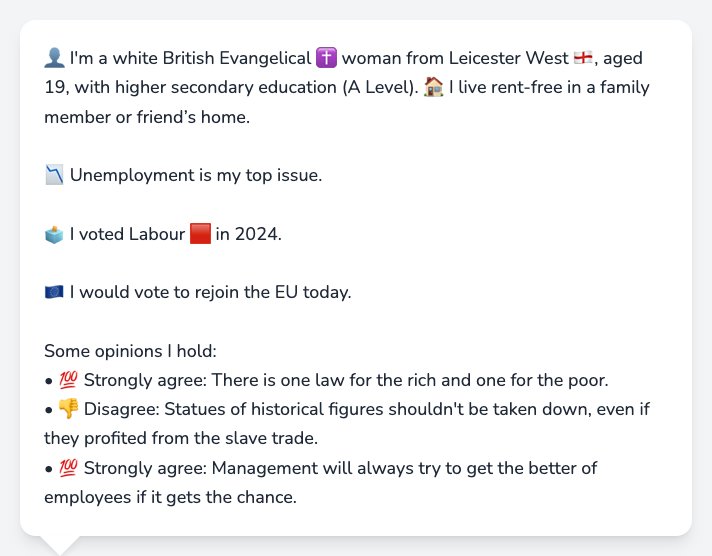 👤 I'm a white British Evangelical ✝️ woman from Leicester West 🏴󠁧󠁢󠁥󠁮󠁧󠁿, aged
19, with higher secondary education (A Level). 🏠 I live rent-free in a family
member or friend’s home.
📉 Unemployment is my top issue.
🗳️ I voted Labour 🟥 in 2024.
🇪🇺 I would vote to rejoin the EU today.
Some opinions I hold:
• 💯 Strongly agree: There is one law for the rich and one for the poor.
• 👎 Disagree: Statues of historical figures shouldn't be taken down, even if
they profited from the slave trade.
• 💯 Strongly agree: Management will always try to get the better of
employees if it gets the chance.